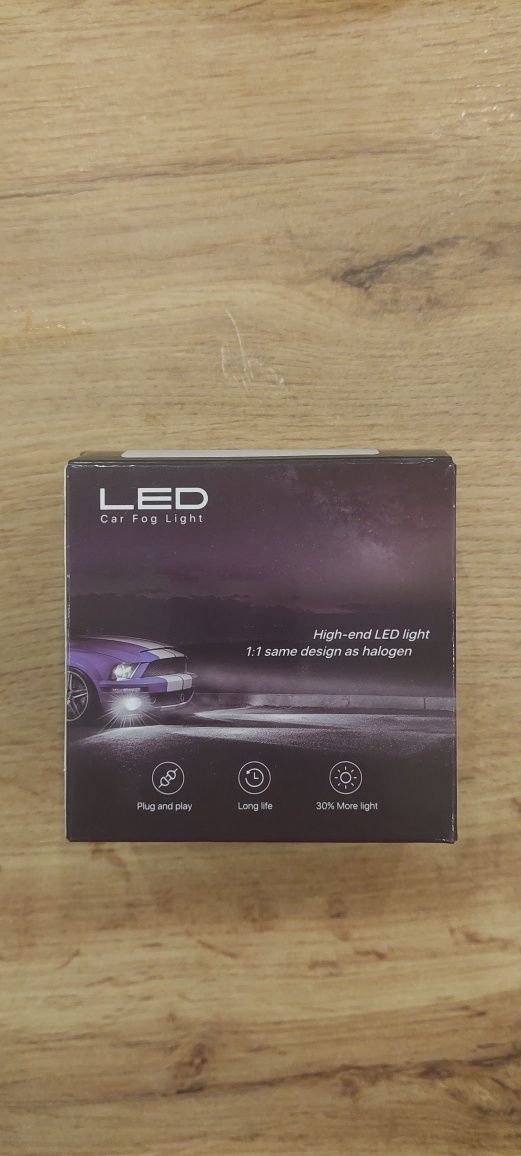 LED
Car Fog Light
High-end LED light
1:1 same design as halogen
Plug and play
Long life
30% More light